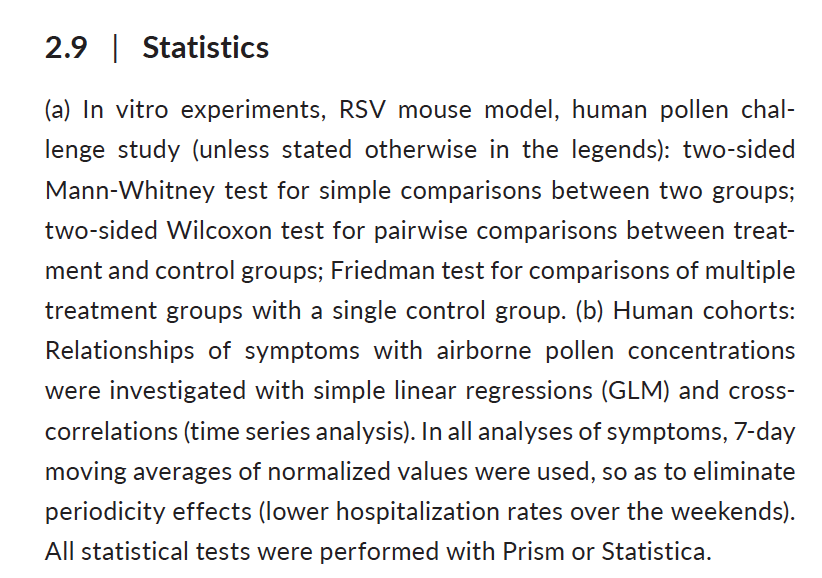 2.9 | Statistics
(a) In vitro experiments, RSV mouse model, human pollen chal-
lenge study (unless stated otherwise in the legends): two-sided
Mann-Whitney test for simple comparisons between two groups;
two-sided Wilcoxon test for pairwise comparisons between treat-
ment and control groups; Friedman test for comparisons of multiple
treatment groups with a single control group. (b) Human cohorts:
Relationships of symptoms with airborne pollen concentrations
were investigated with simple linear regressions (GLM) and cross-
correlations (time series analysis). In all analyses of symptoms, 7-day
moving averages of normalized values were used, so as to eliminate
periodicity effects (lower hospitalization rates over the weekends).
All statistical tests were performed with Prism or Statistica.